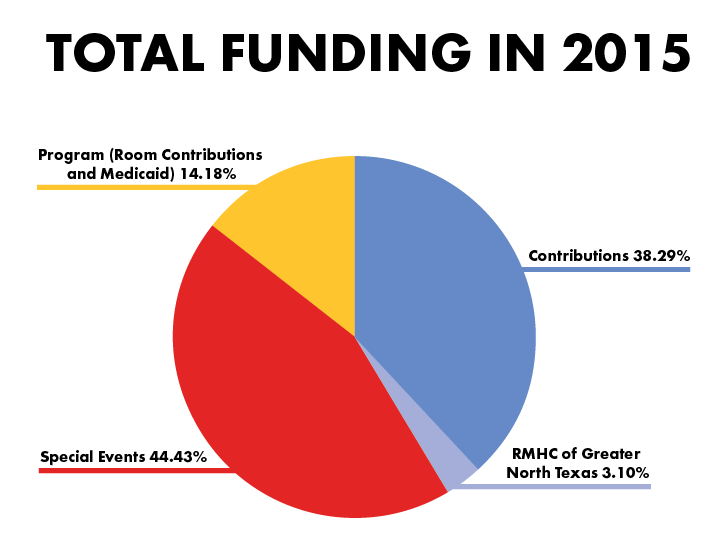 TOTAL FUNDING IN 2015
Program (Room Contributions
and Medicaid) 14.18%
Contributions 38.29%
Special Events 44.43%
RMHC of Greater
North Texas 3.10%